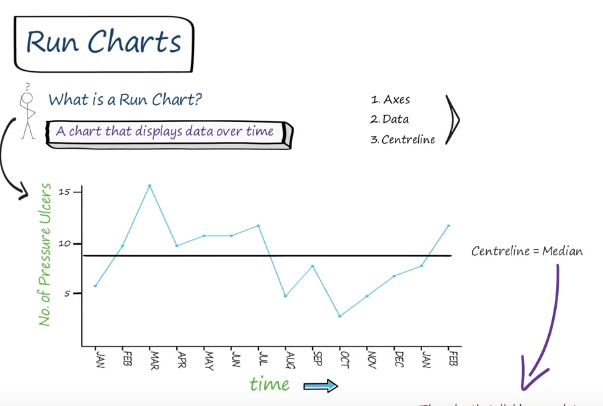 Run Charts
?
What is a Run Chart?
A chart that displays data over time
1. Axes
2. Data
3. Centreline
No. of Pressure Ulcers
15
10
5
Centreline = Median
JAN FEB MAR APR MAY JUN JUL AUG SEP OCT NOV DEC JAN FEB
time